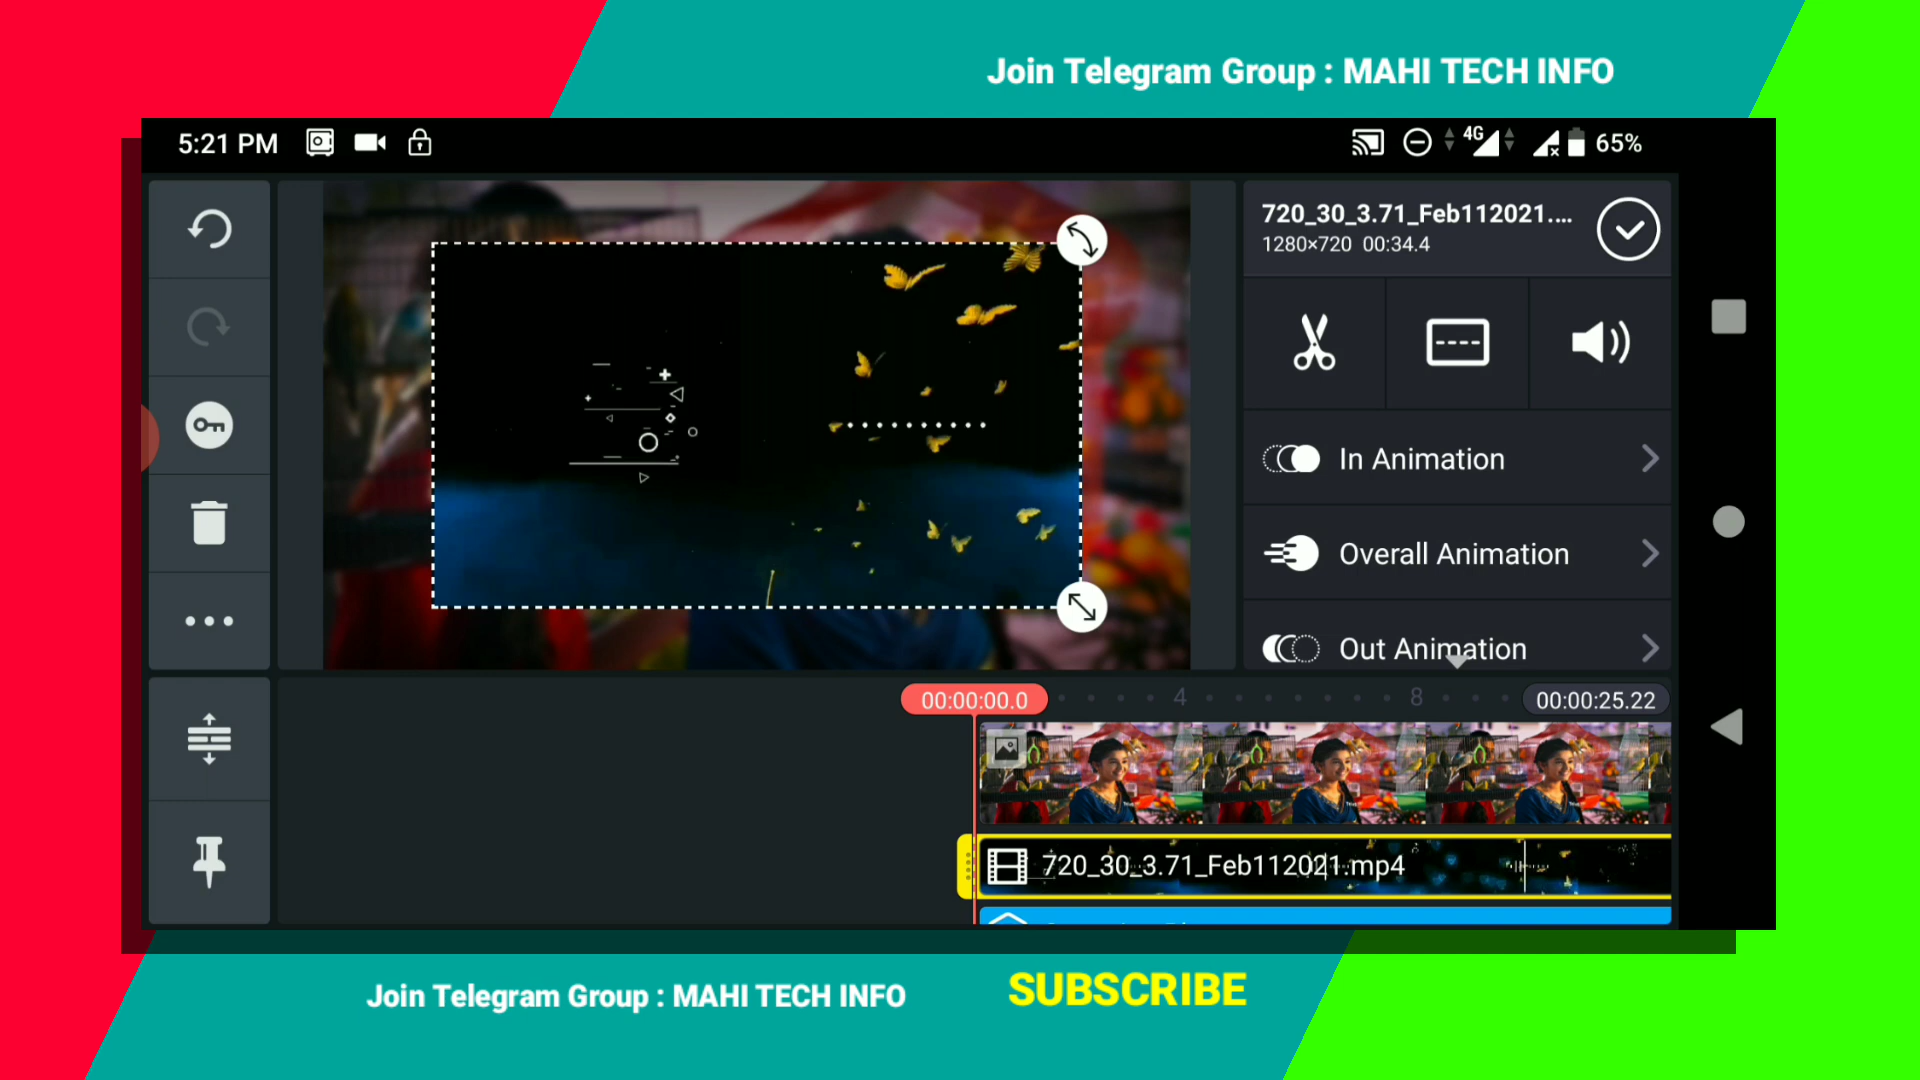 Join Telegram Group : MAHI TECH INFO
5:21 PM
4G
65%
720_30_3.71_Feb112021....
1280×720 00:34.4
In Animation
Overall Animation
Out Animation
00:00:00.0
4
8
00:00:25.22
720_30_3.71_Feb112021.mp4
Join Telegram Group : MAHI TECH INFO
SUBSCRIBE